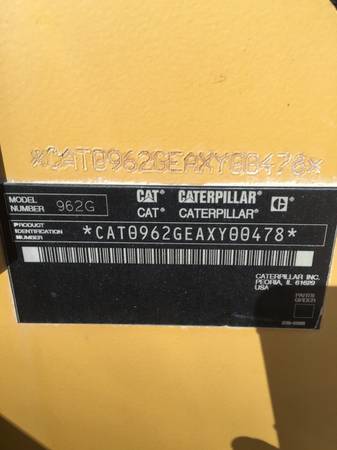 *CAT0962GEAXY00478*
MODEL NUMBER 962G
CAT® CATERPILLAR®
CAT® CATERPILLAR®
PRODUCT IDENTIFICATION NUMBER
*CAT0962GEAXY00478*
CATERPILLAR INC.
PEORIA, IL 61629
USA